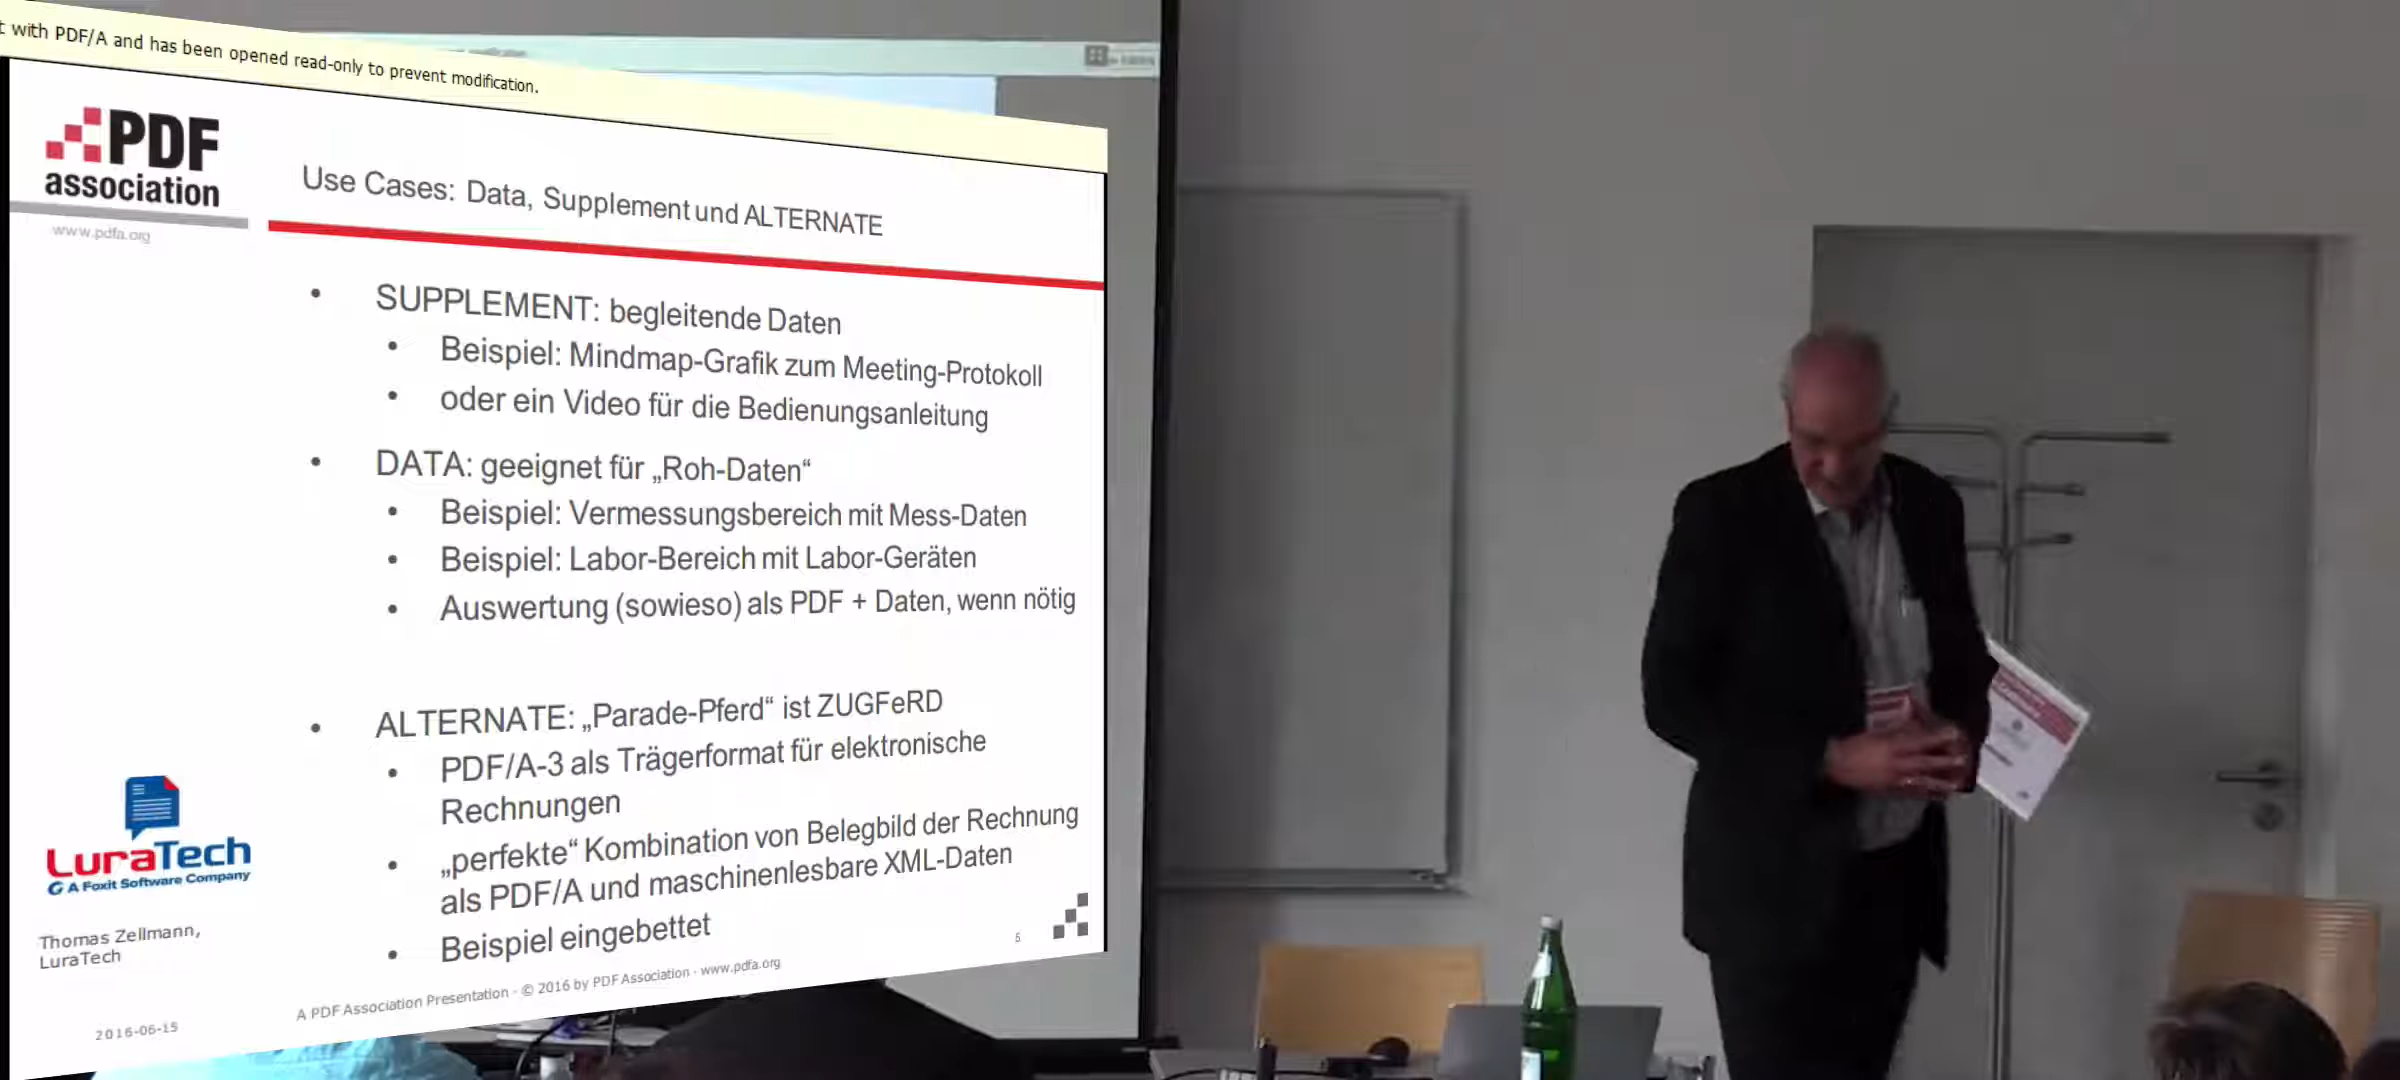 t with PDF/A and has been opened read-only to prevent modification.
PDF
association
www.pdfa.org
Use Cases: Data, Supplement und ALTERNATE
• SUPPLEMENT: begleitende Daten
• Beispiel: Mindmap-Grafik zum Meeting-Protokoll
• oder ein Video für die Bedienungsanleitung
• DATA: geeignet für „Roh-Daten“
• Beispiel: Vermessungsbereich mit Mess-Daten
• Beispiel: Labor-Bereich mit Labor-Geräten
• Auswertung (sowieso) als PDF + Daten, wenn nötig
• ALTERNATE: „Parade-Pferd“ ist ZUGFeRD
• PDF/A-3 als Trägerformat für elektronische
Rechnungen
• „perfekte“ Kombination von Belegbild der Rechnung
als PDF/A und maschinenlesbare XML-Daten
• Beispiel eingebettet
LuraTech
A Foxit Software Company
Thomas Zellmann,
LuraTech
5
A PDF Association Presentation · © 2016 by PDF Association · www.pdfa.org
2016-06-15